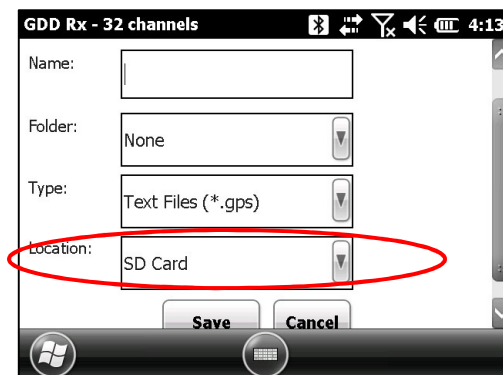 GDD Rx - 32 channels 4:13
Name:
Folder: None
Type: Text Files (*.gps)
Location: SD Card
Save Cancel